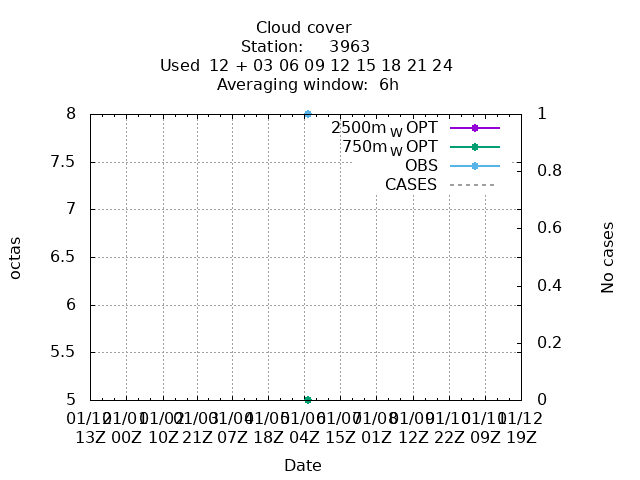 Cloud cover
Station: 3963
Used 12 + 03 06 09 12 15 18 21 24
Averaging window: 6h
8
7.5
7
6.5
6
5.5
5
octas
1
0.8
0.6
0.4
0.2
0
No cases
2500m W OPT
750m W OPT
OBS
CASES
01/12 01/01 01/02 01/03 01/04 01/05 01/06 01/07 01/08 01/09 01/10 01/11 01/12
13Z 00Z 10Z 21Z 07Z 18Z 04Z 15Z 01Z 12Z 22Z 09Z 19Z
Date